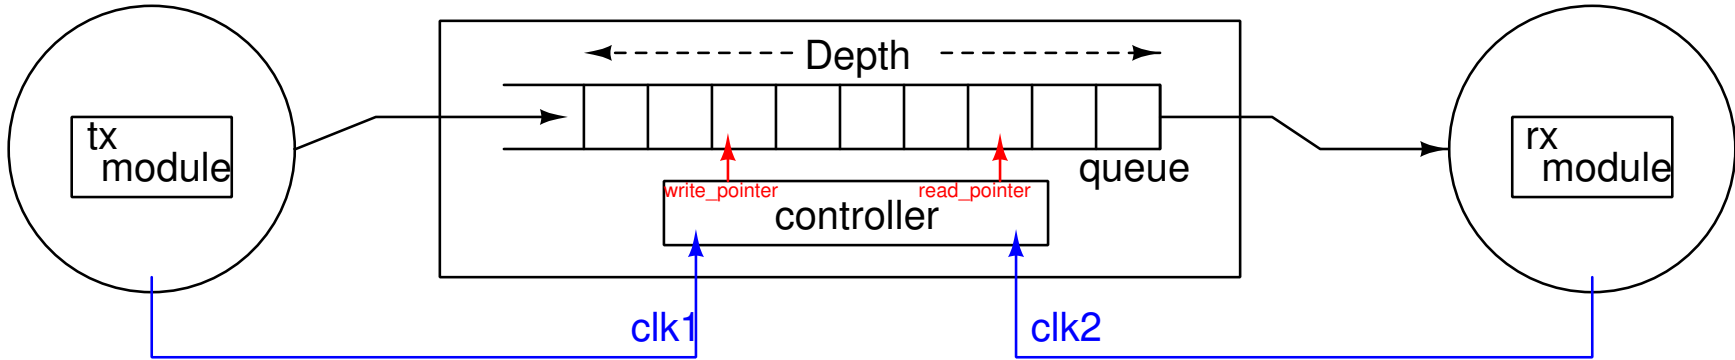 Depth
tx
module
rx
module
queue
write_pointer
read_pointer
controller
clk1
clk2